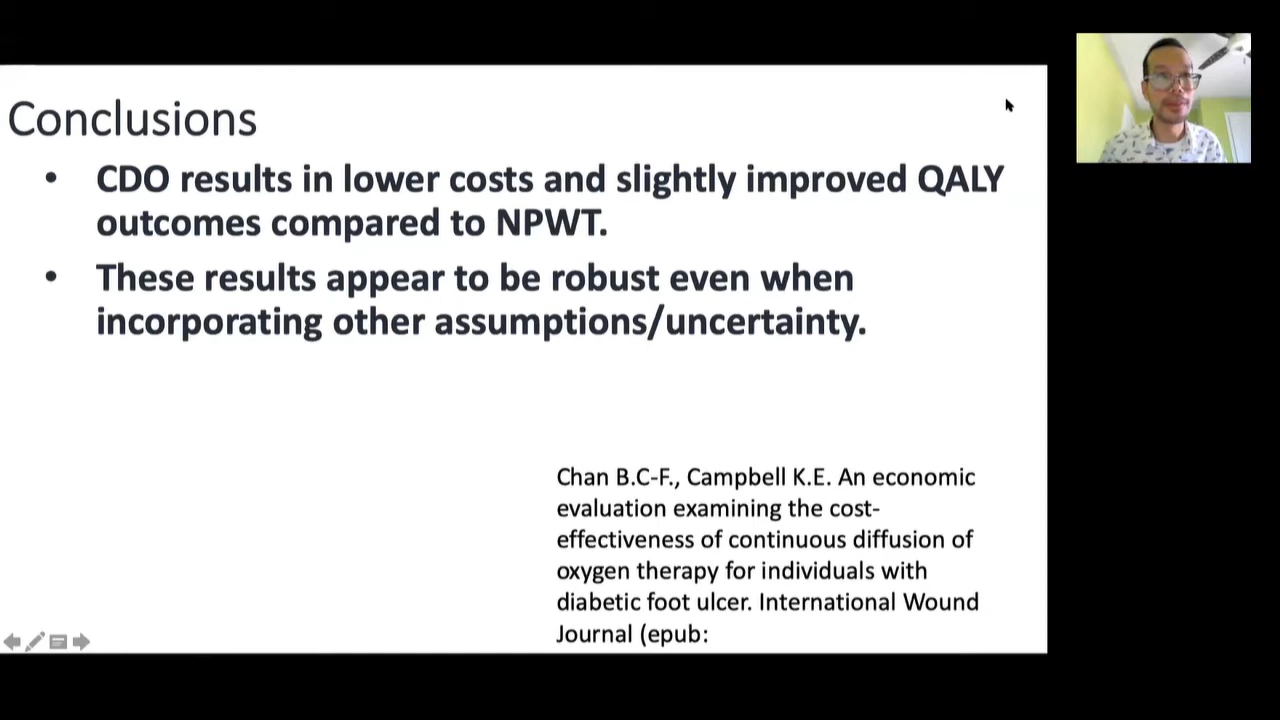 Conclusions
• CDO results in lower costs and slightly improved QALY
outcomes compared to NPWT.
• These results appear to be robust even when
incorporating other assumptions/uncertainty.
Chan B.C-F., Campbell K.E. An economic
evaluation examining the cost-
effectiveness of continuous diffusion of
oxygen therapy for individuals with
diabetic foot ulcer. International Wound
Journal (epub: